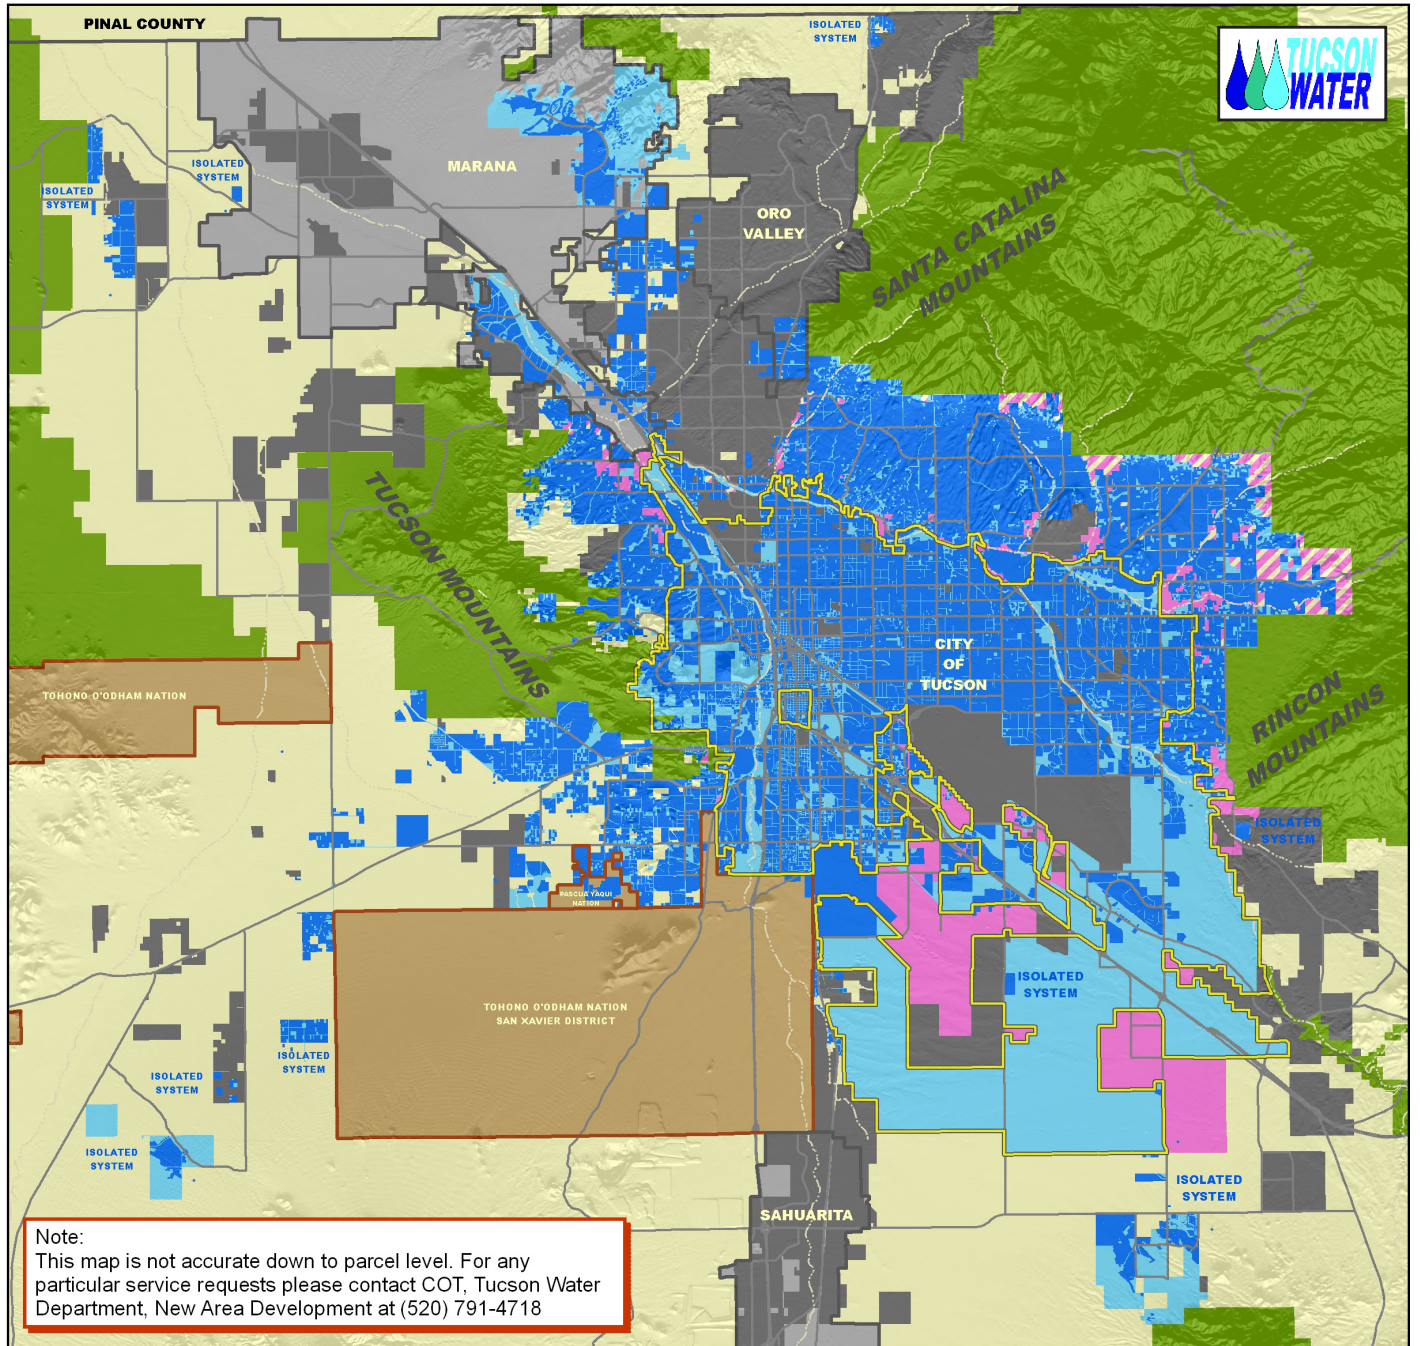 PINAL COUNTY
ISOLATED
SYSTEM
TUCSON
WATER
MARANA
ISOLATED
SYSTEM
ISOLATED
SYSTEM
ORO
VALLEY
SANTA CATALINA
MOUNTAINS
TUCSON MOUNTAINS
CITY
OF
TUCSON
TOHONO O'ODHAM NATION
RINCON
MOUNTAINS
ISOLATED
SYSTEM
PASCUA YAQUI
NATION
ISOLATED
SYSTEM
TOHONO O'ODHAM NATION
SAN XAVIER DISTRICT
ISOLATED
SYSTEM
ISOLATED
SYSTEM
ISOLATED
SYSTEM
ISOLATED
SYSTEM
SAHUARITA
Note:
This map is not accurate down to parcel level. For any
particular service requests please contact COT, Tucson Water
Department, New Area Development at (520) 791-4718